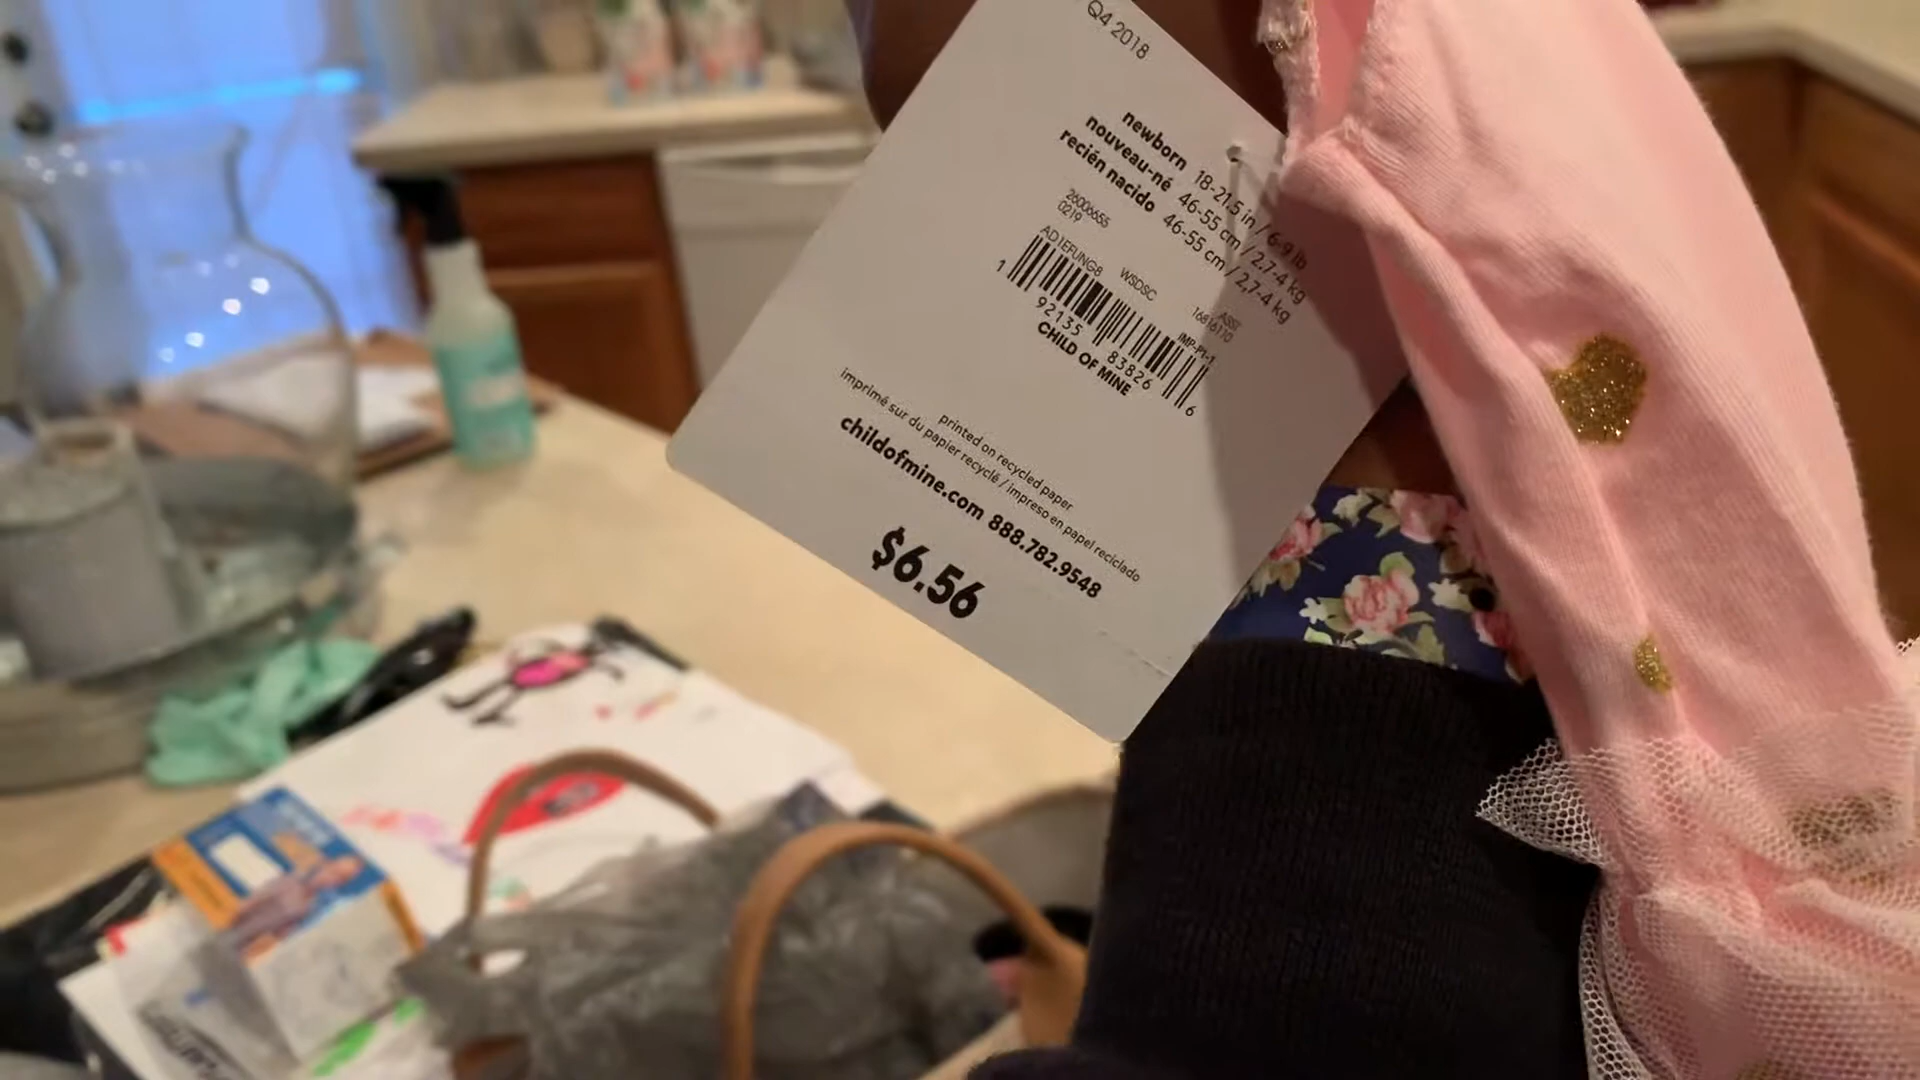 Q4 2018
newborn 18-21.5 in / 6-9 lb
nouveau-né 46-55 cm / 2.7-4 kg
recién nacido 46-55 cm / 2,7-4 kg
26006655
0219
AD1EFUNG8 WSDSC
ASST
16816110
IMP-PI-1
1 92135 83826 6
CHILD OF MINE
printed on recycled paper
imprimé sur du papier recyclé / impreso en papel reciclado
childofmine.com 888.782.9548
$6.56